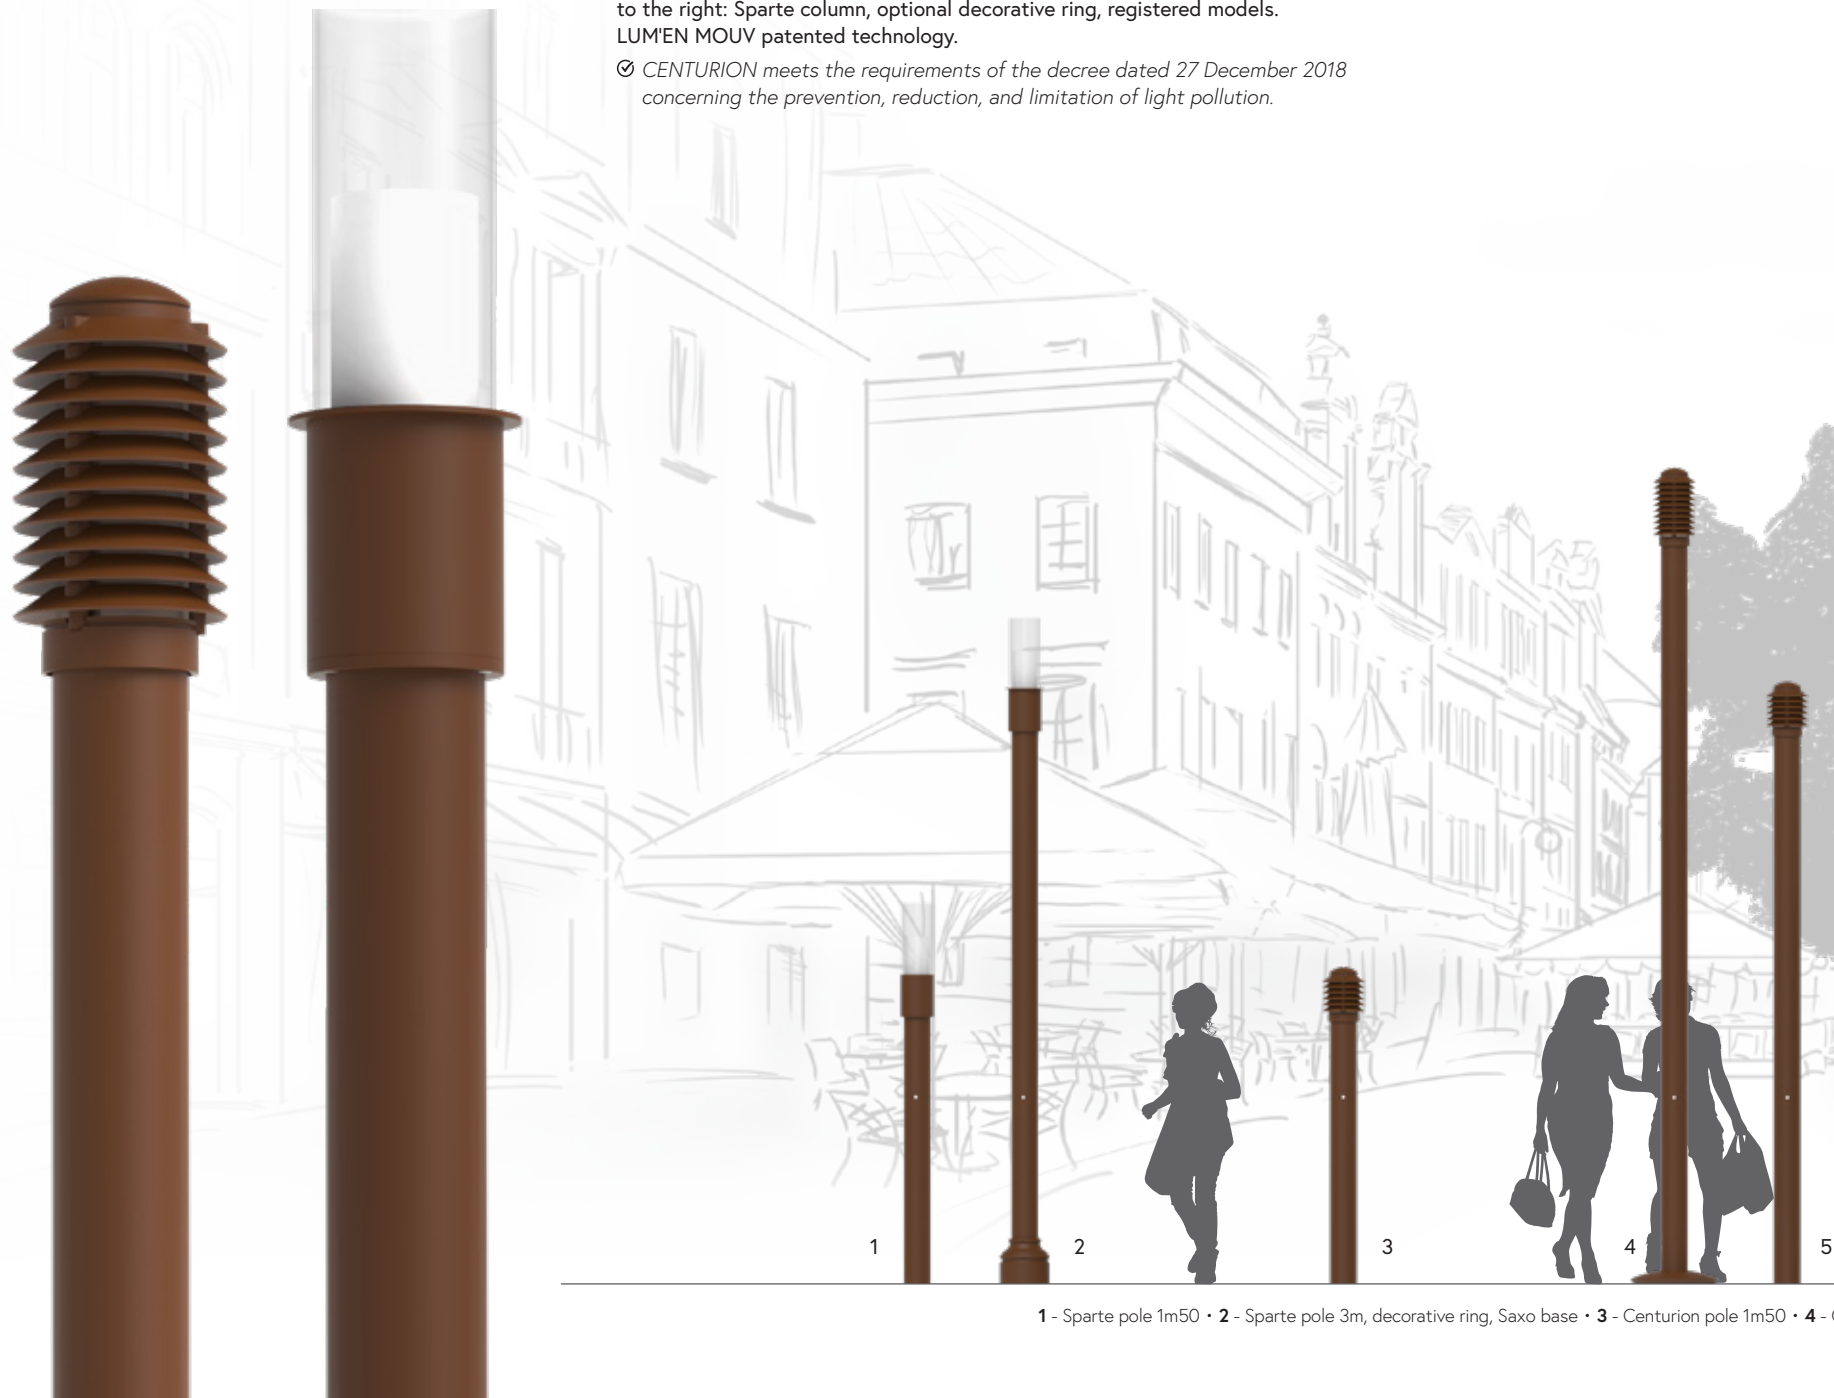 to the right: Sparte column, optional decorative ring, registered models.
LUM'EN MOUV patented technology.
CENTURION meets the requirements of the decree dated 27 December 2018
concerning the prevention, reduction, and limitation of light pollution.
1
2
3
4
5
1 - Sparte pole 1m50 • 2 - Sparte pole 3m, decorative ring, Saxo base • 3 - Centurion pole 1m50 • 4 -